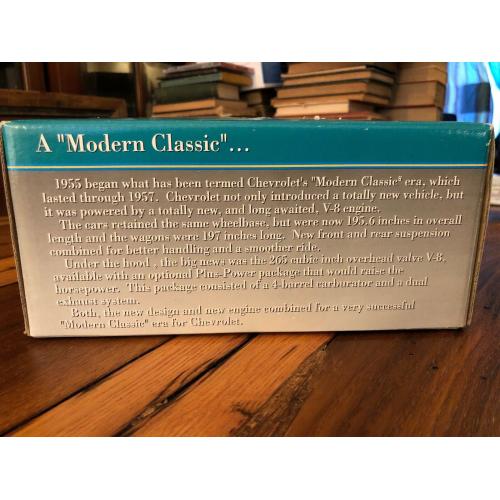 A "Modern Classic"...
1955 began what has been termed Chevrolet's "Modern Classic" era, which
lasted through 1957. Chevrolet not only introduced a totally new vehicle, but
it was powered by a totally new, and long awaited, V-8 engine.
The cars retained the same wheelbase, but were now 195.6 inches in overall
length and the wagons were 197 inches long. New front and rear suspension
combined for better handling and a smoother ride.
Under the hood, the big news was the 265 cubic inch overhead valve V-8,
available with an optional Plus-Power package that would raise the
horsepower. This package consisted of a 4-barrel carburator and a dual
exhaust system.
Both, the new design and new engine combined for a very successful
"Modern Classic" era for Chevrolet.